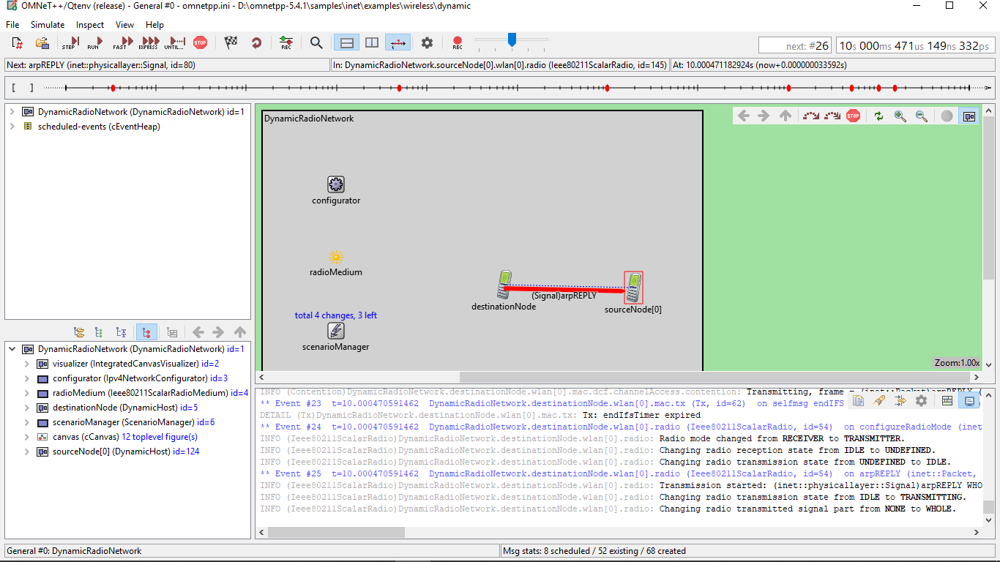 OMNeT++/Qtenv (release) - General #0 - omnetpp.ini - D:\omnetpp-5.4.1\samples\inet\examples\wireless\dynamic
File Simulate Inspect View Help
STEP RUN FAST EXPRESS UNTIL... STOP REC REC
next: #26 10s 000ms 471us 149ns 332ps
Next: arpREPLY (inet::physicallayer::Signal, id=80) In: DynamicRadioNetwork.sourceNode[0].wlan[0].radio (Ieee80211ScalarRadio, id=145) At: 10.000471182924s (now+0.000000033592s)
[ ]
DynamicRadioNetwork (DynamicRadioNetwork) id=1
scheduled-events (cEventHeap)
DynamicRadioNetwork
STOP
configurator
radioMedium
(Signal)arpREPLY
destinationNode
sourceNode[0]
total 4 changes, 3 left
scenarioManager
Zoom:1.00x
DynamicRadioNetwork (DynamicRadioNetwork) id=1
visualizer (IntegratedCanvasVisualizer) id=2
configurator (Ipv4NetworkConfigurator) id=3
radioMedium (Ieee80211ScalarRadioMedium) id=4
destinationNode (DynamicHost) id=5
scenarioManager (ScenarioManager) id=6
canvas (cCanvas) 12 toplevel figure(s)
sourceNode[0] (DynamicHost) id=124
INFO (Contention)DynamicRadioNetwork.destinationNode.wlan[0].mac.dcf.channelAccess.contention: Transmitting, frame = (inet::Packet)arpREPLY (
** Event #23 t=10.000470591462 DynamicRadioNetwork.destinationNode.wlan[0].mac.tx (Tx, id=62) on selfmsg endIFS
DETAIL (Tx)DynamicRadioNetwork.destinationNode.wlan[0].mac.tx: Tx: endIfsTimer expired
** Event #24 t=10.000470591462 DynamicRadioNetwork.destinationNode.wlan[0].radio (Ieee80211ScalarRadio, id=54) on configureRadioMode (inet
INFO (Ieee80211ScalarRadio)DynamicRadioNetwork.destinationNode.wlan[0].radio: Radio mode changed from RECEIVER to TRANSMITTER.
INFO (Ieee80211ScalarRadio)DynamicRadioNetwork.destinationNode.wlan[0].radio: Changing radio reception state from IDLE to UNDEFINED.
INFO (Ieee80211ScalarRadio)DynamicRadioNetwork.destinationNode.wlan[0].radio: Changing radio transmission state from UNDEFINED to IDLE.
** Event #25 t=10.000470591462 DynamicRadioNetwork.destinationNode.wlan[0].radio (Ieee80211ScalarRadio, id=54) on arpREPLY (inet::Packet,
INFO (Ieee80211ScalarRadio)DynamicRadioNetwork.destinationNode.wlan[0].radio: Transmission started: (inet::physicallayer::Signal)arpREPLY WHO
INFO (Ieee80211ScalarRadio)DynamicRadioNetwork.destinationNode.wlan[0].radio: Changing radio transmission state from IDLE to TRANSMITTING.
INFO (Ieee80211ScalarRadio)DynamicRadioNetwork.destinationNode.wlan[0].radio: Changing radio transmitted signal part from NONE to WHOLE.
General #0: DynamicRadioNetwork Msg stats: 8 scheduled / 52 existing / 68 created